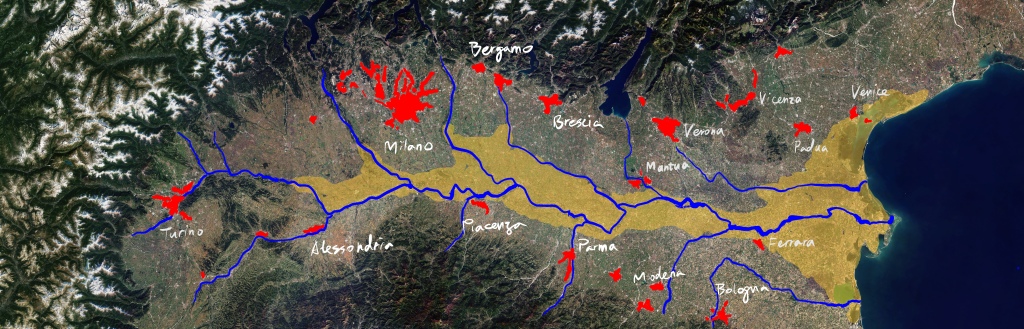 Bergamo
Venice
Vicenza
Brescia
Verona
Milano
Padua
Mantua
Turino
Piacenza
Alessandria
Parma
Ferrara
Modena
Bologna